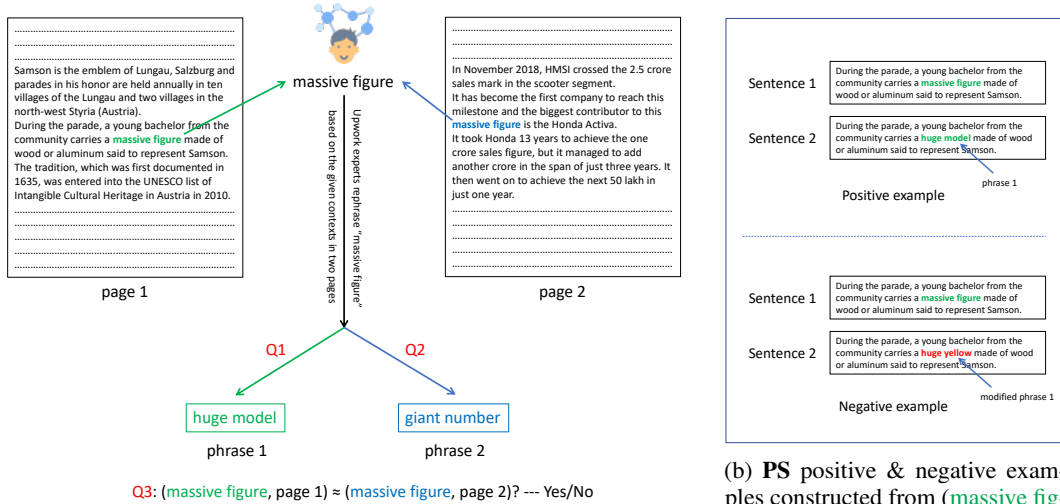 Samson is the emblem of Lungau, Salzburg and
parades in his honor are held annually in ten
villages of the Lungau and two villages in the
north-west Styria (Austria).
During the parade, a young bachelor from the
community carries a massive figure made of
wood or aluminum said to represent Samson.
The tradition, which was first documented in
1635, was entered into the UNESCO list of
Intangible Cultural Heritage in Austria in 2010.
page 1
massive figure
Upwork experts rephrase “massive figure”
based on the given contexts in two pages
In November 2018, HMSI crossed the 2.5 crore
sales mark in the scooter segment.
It has become the first company to reach this
milestone and the biggest contributor to this
massive figure is the Honda Activa.
It took Honda 13 years to achieve the one
crore sales figure, but it managed to add
another crore in the span of just three years. It
then went on to achieve the next 50 lakh in
just one year.
page 2
Q1
Q2
huge model
giant number
phrase 1
phrase 2
Q3: (massive figure, page 1) ≈ (massive figure, page 2)? --- Yes/No
Sentence 1
During the parade, a young bachelor from the
community carries a massive figure made of
wood or aluminum said to represent Samson.
Sentence 2
During the parade, a young bachelor from the
community carries a huge model made of wood
or aluminum said to represent Samson.
phrase 1
Positive example
Sentence 1
During the parade, a young bachelor from the
community carries a massive figure made of
wood or aluminum said to represent Samson.
Sentence 2
During the parade, a young bachelor from the
community carries a huge yellow made of wood
or aluminum said to represent Samson.
modified phrase 1
Negative example
(b) PS positive & negative exam-
ples constructed from (massive fig-